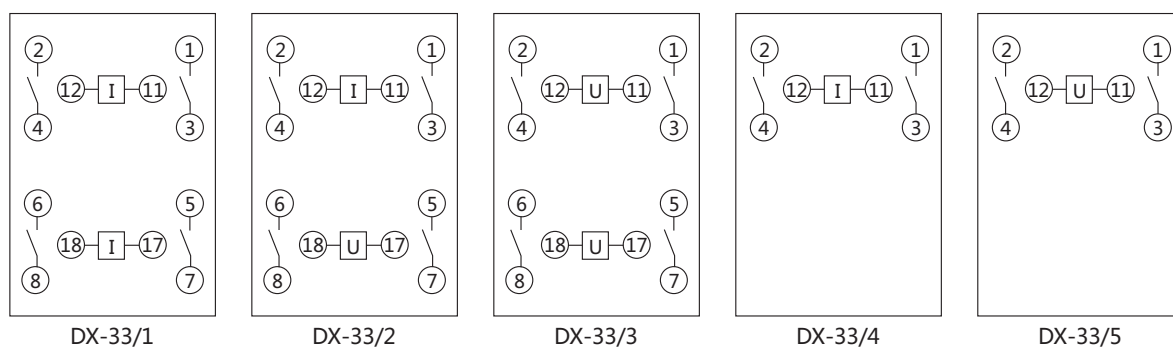 2 1 2 1 2 1 2 1 2 1
12 I 11 12 I 11 12 U 11 12 I 11 12 U 11
4 3 4 3 4 3 4 3 4 3
6 5 6 5 6 5
18 I 17 18 U 17 18 U 17
8 7 8 7 8 7
DX-33/1 DX-33/2 DX-33/3 DX-33/4 DX-33/5